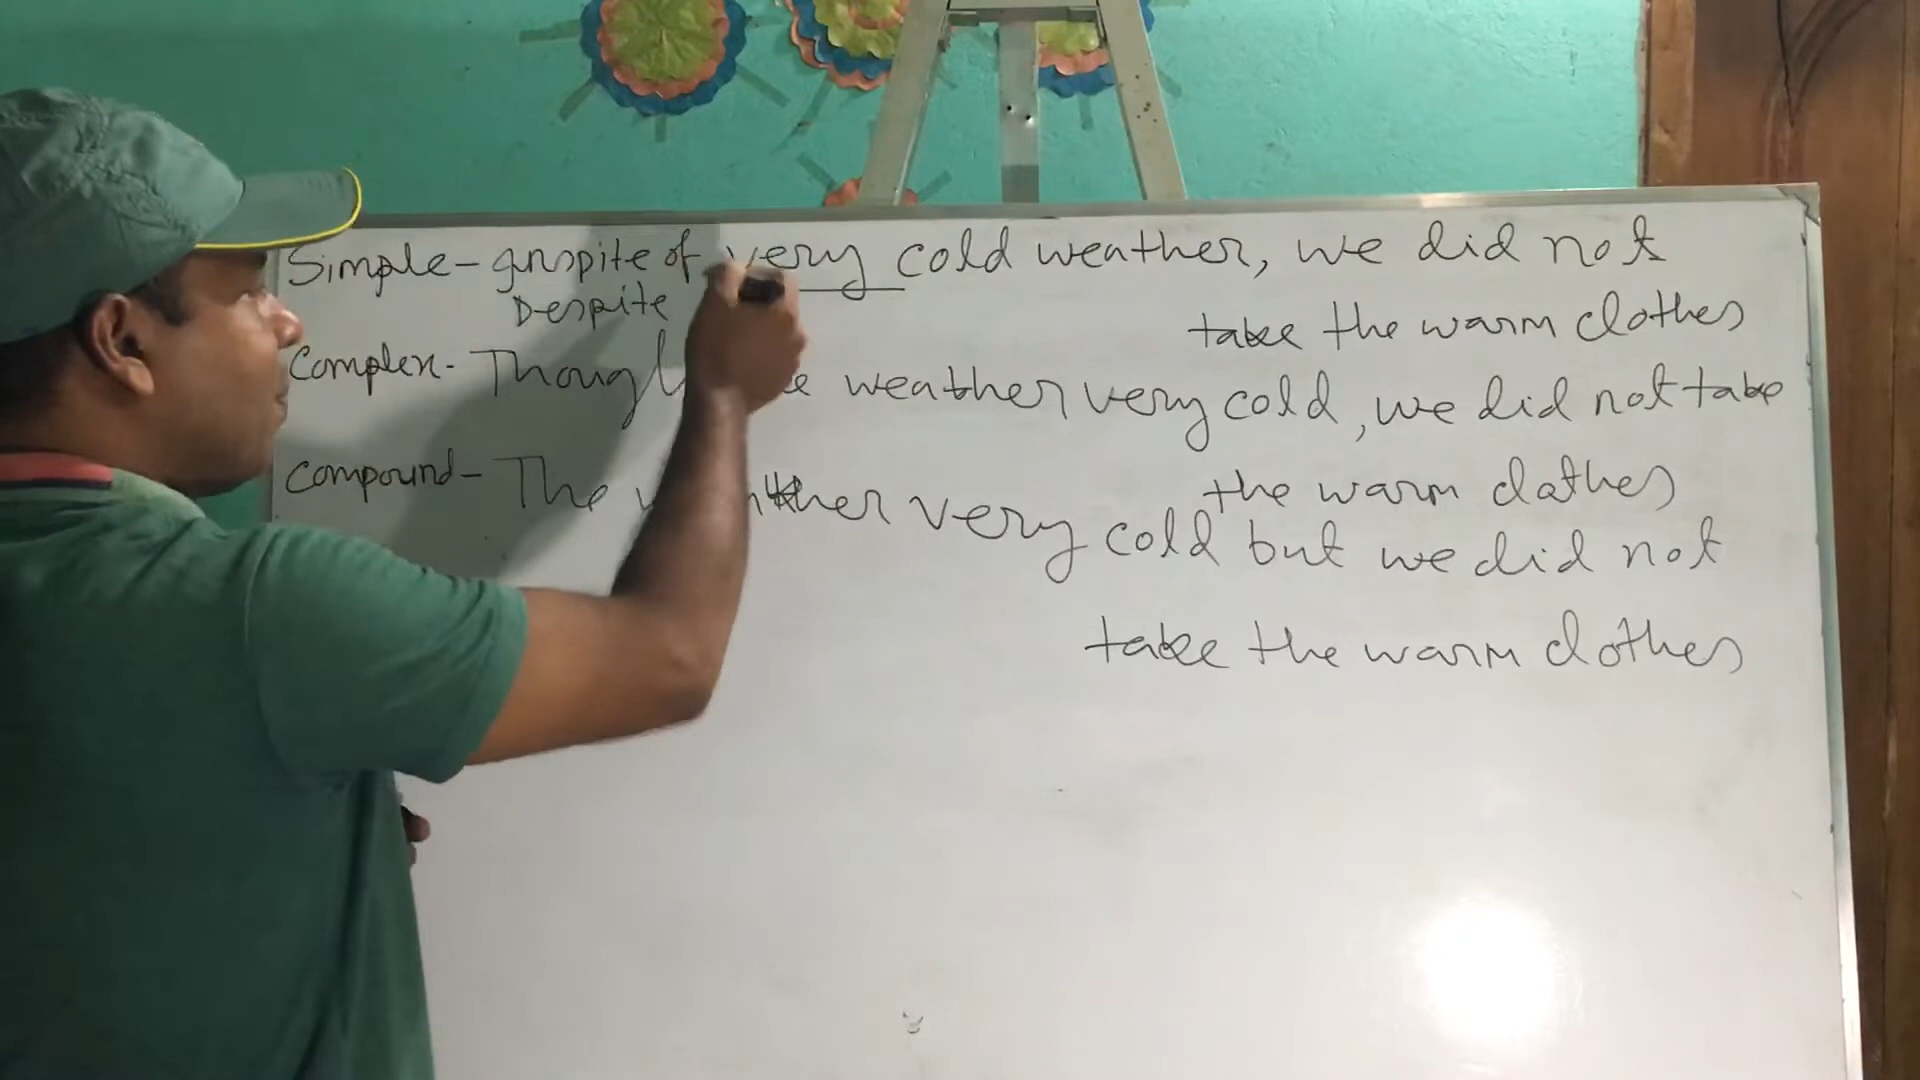 Simple- Inspite of very cold weather, we did not
Despite
take the warm clothes
Complex- Though weather very cold, we did not take
the warm clothes
Compound- The weather very cold but we did not
take the warm clothes